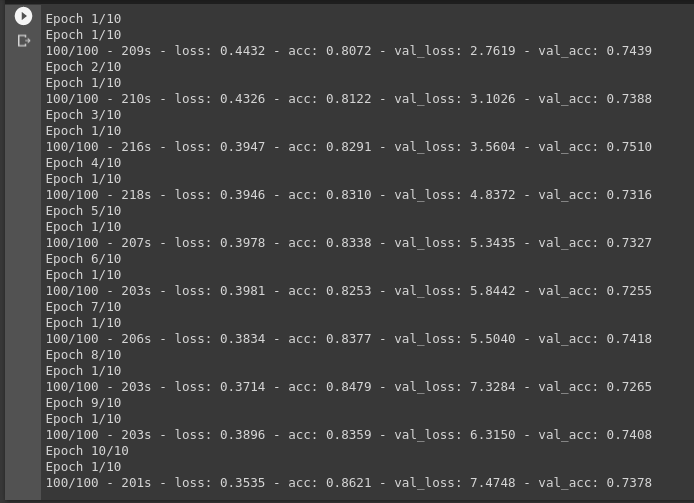 Epoch 1/10
Epoch 1/10
100/100 - 209s - loss: 0.4432 - acc: 0.8072 - val_loss: 2.7619 - val_acc: 0.7439
Epoch 2/10
Epoch 1/10
100/100 - 210s - loss: 0.4326 - acc: 0.8122 - val_loss: 3.1026 - val_acc: 0.7388
Epoch 3/10
Epoch 1/10
100/100 - 216s - loss: 0.3947 - acc: 0.8291 - val_loss: 3.5604 - val_acc: 0.7510
Epoch 4/10
Epoch 1/10
100/100 - 218s - loss: 0.3946 - acc: 0.8310 - val_loss: 4.8372 - val_acc: 0.7316
Epoch 5/10
Epoch 1/10
100/100 - 207s - loss: 0.3978 - acc: 0.8338 - val_loss: 5.3435 - val_acc: 0.7327
Epoch 6/10
Epoch 1/10
100/100 - 203s - loss: 0.3981 - acc: 0.8253 - val_loss: 5.8442 - val_acc: 0.7255
Epoch 7/10
Epoch 1/10
100/100 - 206s - loss: 0.3834 - acc: 0.8377 - val_loss: 5.5040 - val_acc: 0.7418
Epoch 8/10
Epoch 1/10
100/100 - 203s - loss: 0.3714 - acc: 0.8479 - val_loss: 7.3284 - val_acc: 0.7265
Epoch 9/10
Epoch 1/10
100/100 - 203s - loss: 0.3896 - acc: 0.8359 - val_loss: 6.3150 - val_acc: 0.7408
Epoch 10/10
Epoch 1/10
100/100 - 201s - loss: 0.3535 - acc: 0.8621 - val_loss: 7.4748 - val_acc: 0.7378